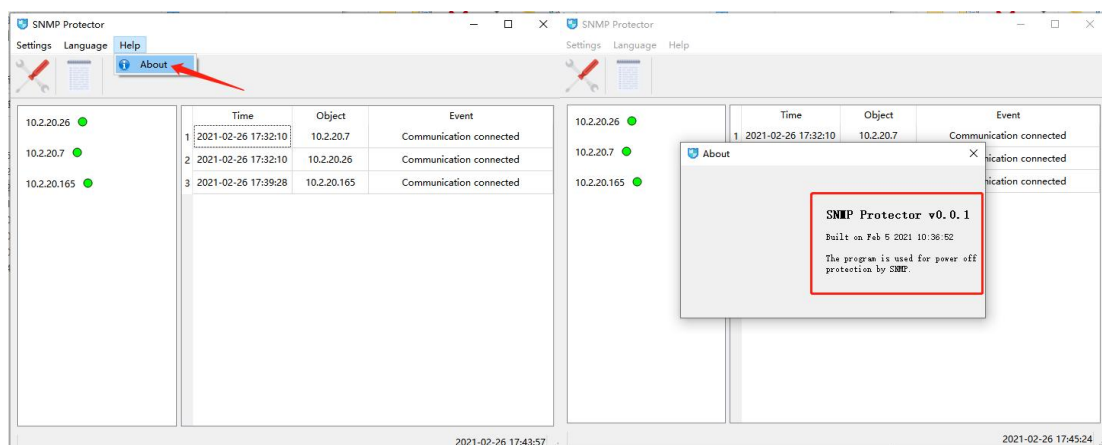 SNMP Protector
Settings Language Help
About
10.2.20.26
10.2.20.7
10.2.20.165
Time Object Event
1 2021-02-26 17:32:10 10.2.20.7 Communication connected
2 2021-02-26 17:32:10 10.2.20.26 Communication connected
3 2021-02-26 17:39:28 10.2.20.165 Communication connected
2021-02-26 17:43:57
SNMP Protector
Settings Language Help
10.2.20.26
10.2.20.7
10.2.20.165
Time Object Event
1 2021-02-26 17:32:10 10.2.20.7 Communication connected
connected
connected
About
SNMP Protector v0.0.1
Built on Feb 5 2021 10:36:52
The program is used for power off
protection by SNMP.
2021-02-26 17:45:24